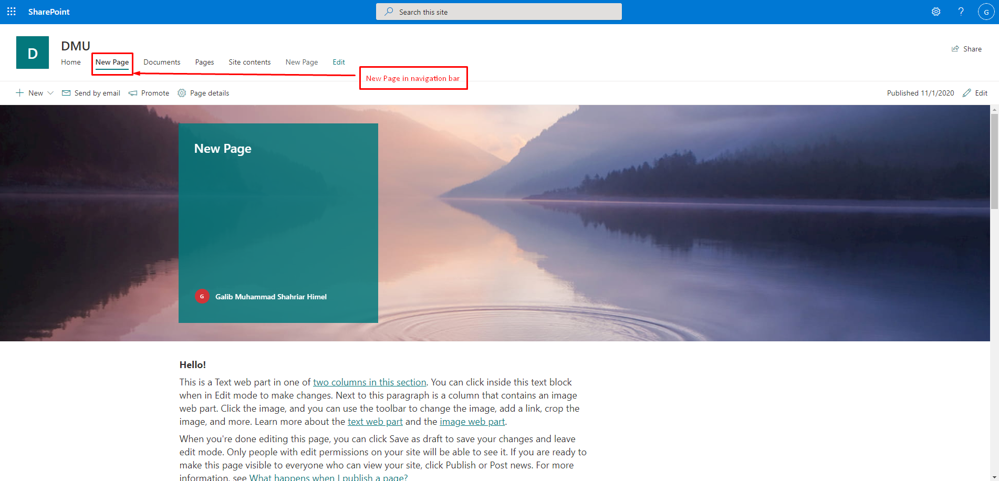 SharePoint
Search this site
?
G
D
DMU
Home New Page Documents Pages Site contents New Page Edit
Share
New Page in navigation bar
New Send by email Promote Page details
Published 11/1/2020 Edit
New Page
G Galib Muhammad Shahriar Himel
Hello!
This is a Text web part in one of two columns in this section. You can click inside this text block
when in Edit mode to make changes. Next to this paragraph is a column that contains an image
web part. Click the image, and you can use the toolbar to change the image, add a link, crop the
image, and more. Learn more about the text web part and the image web part.
When you're done editing this page, you can click Save as draft to save your changes and leave
edit mode. Only people with edit permissions on your site will be able to see it. If you are ready to
make this page visible to everyone who can view your site, click Publish or Post news. For more
information, see What happens when I publish a page?